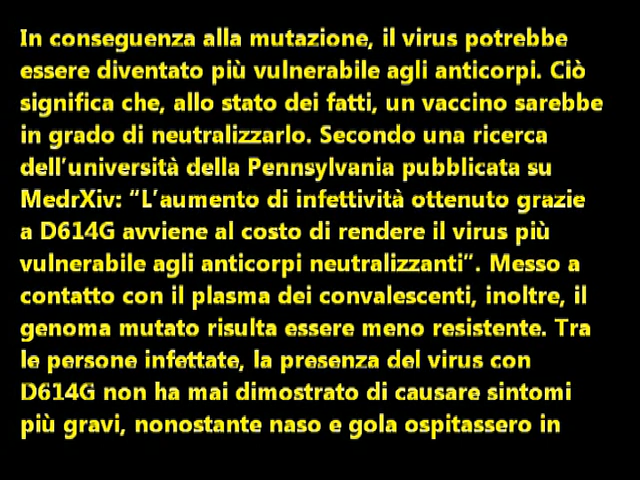 In conseguenza alla mutazione, il virus potrebbe
essere diventato più vulnerabile agli anticorpi. Ciò
significa che, allo stato dei fatti, un vaccino sarebbe
in grado di neutralizzarlo. Secondo una ricerca
dell’università della Pennsylvania pubblicata su
MedrXiv: “L’aumento di infettività ottenuto grazie
a D614G avviene al costo di rendere il virus più
vulnerabile agli anticorpi neutralizzanti”. Messo a
contatto con il plasma dei convalescenti, inoltre, il
genoma mutato risulta essere meno resistente. Tra
le persone infettate, la presenza del virus con
D614G non ha mai dimostrato di causare sintomi
più gravi, nonostante naso e gola ospitassero in